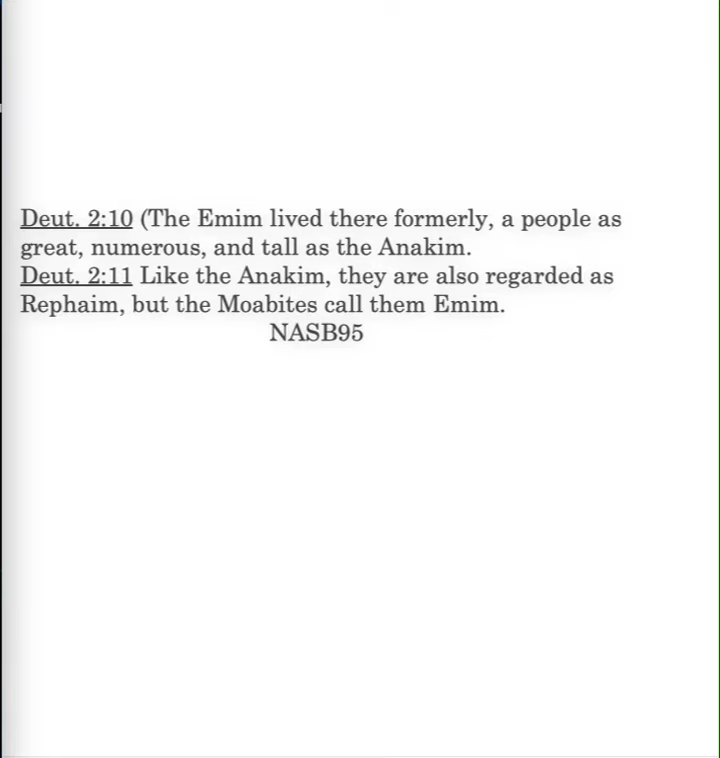 Deut. 2:10 (The Emim lived there formerly, a people as
great, numerous, and tall as the Anakim.
Deut. 2:11 Like the Anakim, they are also regarded as
Rephaim, but the Moabites call them Emim.
NASB95